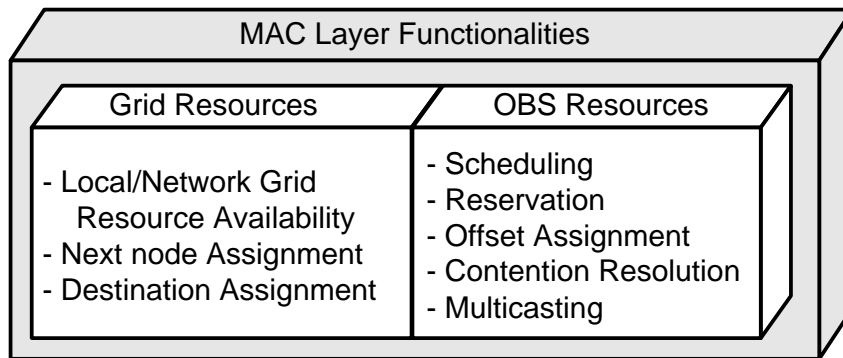 MAC Layer Functionalities
Grid Resources
- Local/Network Grid
Resource Availability
- Next node Assignment
- Destination Assignment
OBS Resources
- Scheduling
- Reservation
- Offset Assignment
- Contention Resolution
- Multicasting